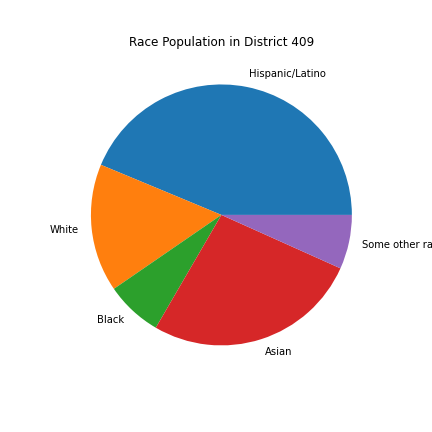 Race Population in District 409
Hispanic/Latino
White
Some other ra
Black
Asian